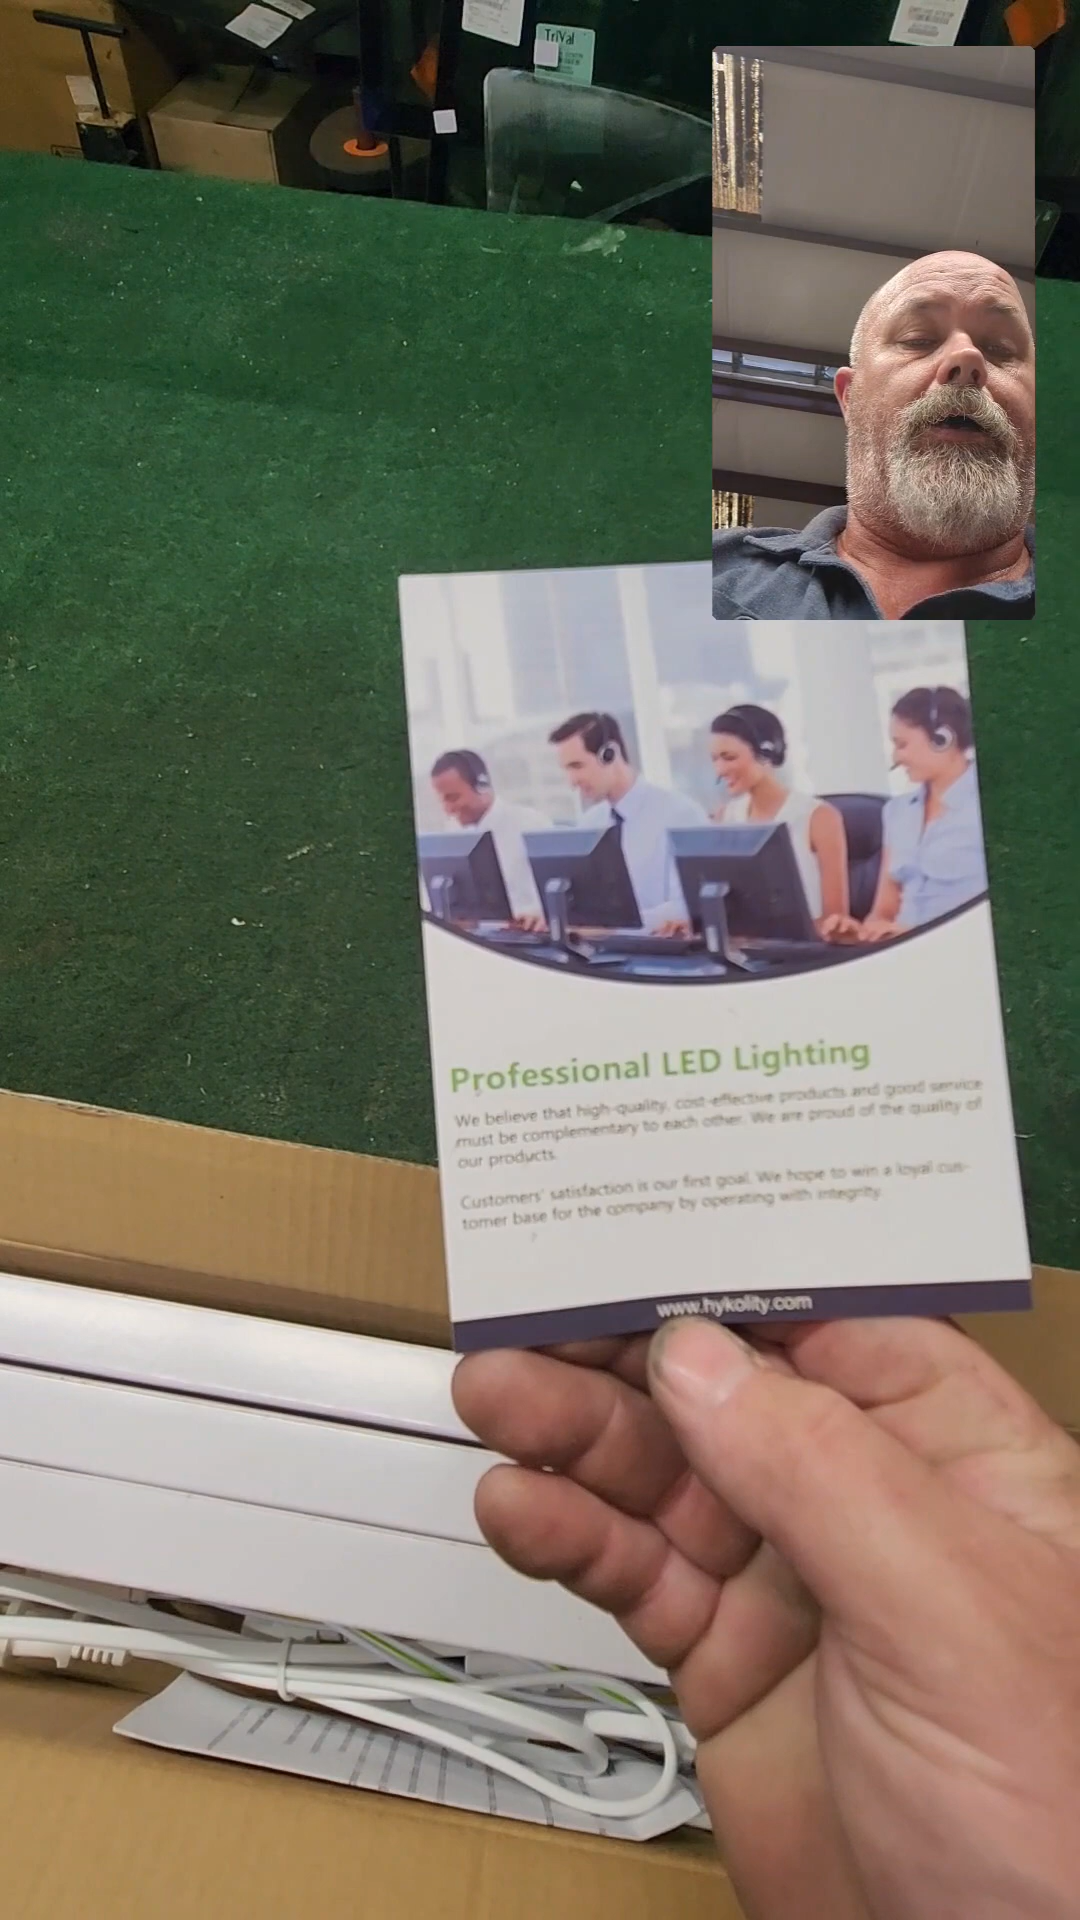 TriVal
Professional LED Lighting
We believe that high-quality, cost-effective products and good service
must be complementary to each other. We are proud of the quality of
our products.
Customers' satisfaction is our first goal. We hope to win a loyal cus-
tomer base for the company by operating with integrity.
www.hykolity.com